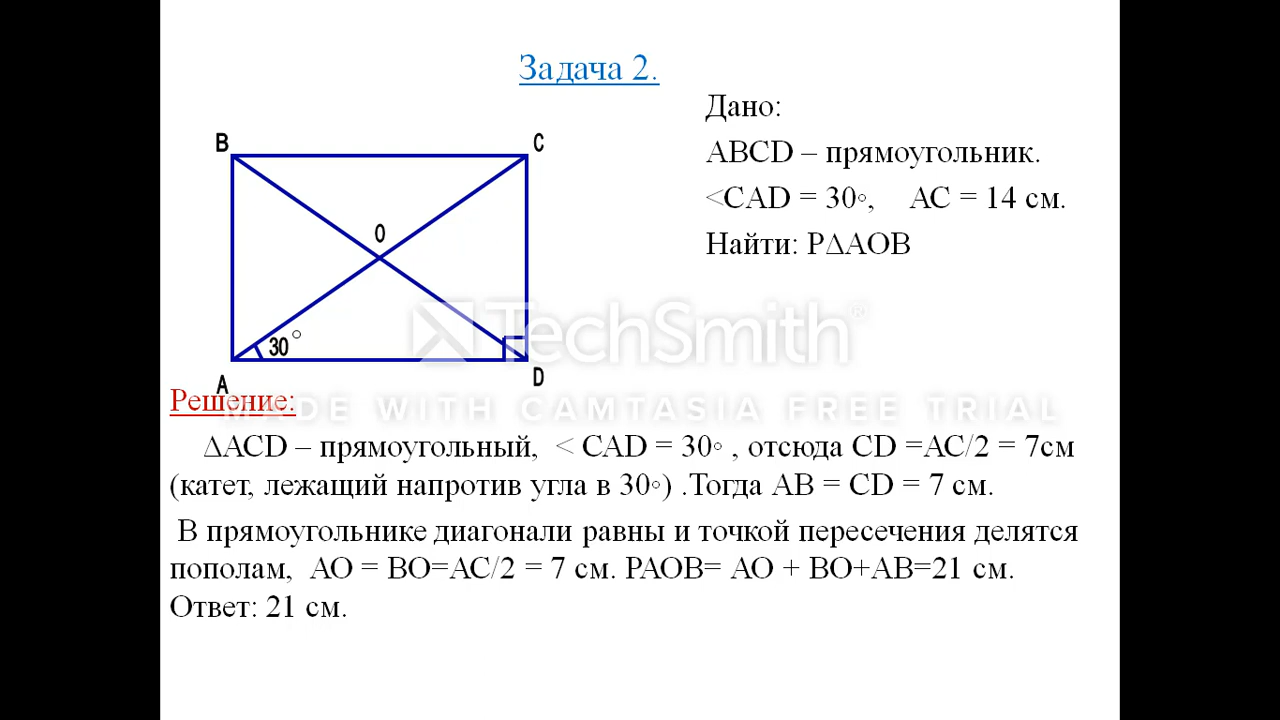 Задача 2.
Дано:
ABCD – прямоугольник.
<CAD = 30◦, AC = 14 см.
Найти: P∆AOB
B
C
O
30°
A
D
TechSmith®
MADE WITH CAMTASIA FREE TRIAL
Решение:
∆ACD – прямоугольный, < CAD = 30◦ , отсюда CD =AC/2 = 7см
(катет, лежащий напротив угла в 30◦) .Тогда AB = CD = 7 см.
В прямоугольнике диагонали равны и точкой пересечения делятся
пополам, AO = BO=AC/2 = 7 см. PAOB= AO + BO+AB=21 см.
Ответ: 21 см.